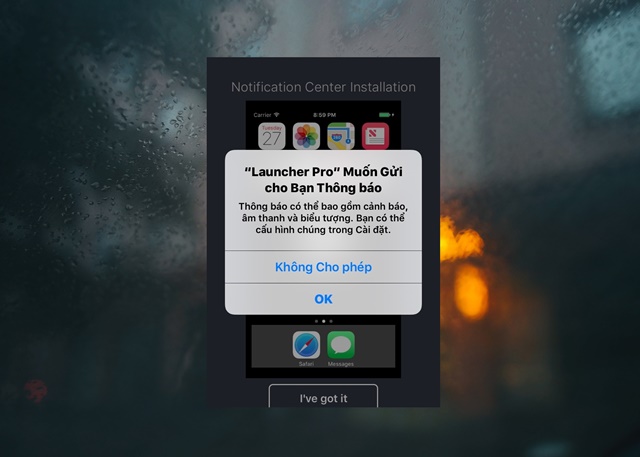 Notification Center Installation
Carrier 8:59 PM
Tuesday
27
“Launcher Pro” Muốn Gửi
cho Bạn Thông báo
Thông báo có thể bao gồm cảnh báo,
âm thanh và biểu tượng. Bạn có thể
cấu hình chúng trong Cài đặt.
Không Cho phép
OK
Safari Messages
I've got it